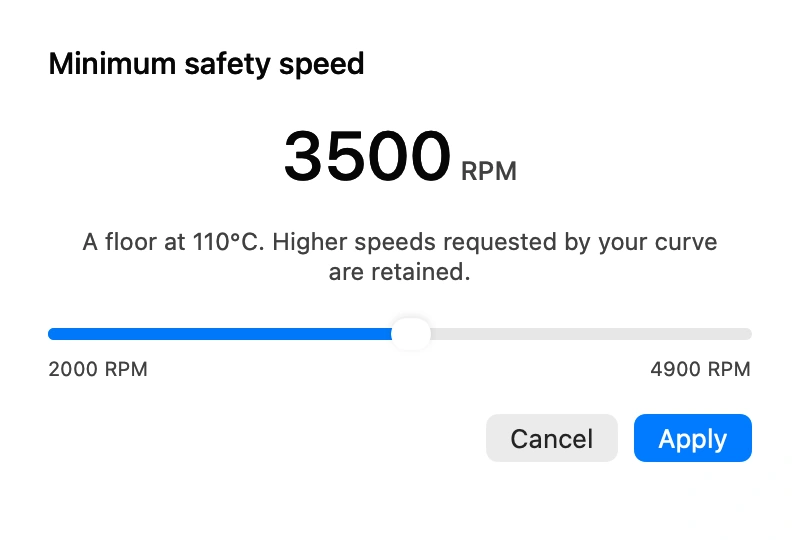 Minimum safety speed
3500 RPM
A floor at 110°C. Higher speeds requested by your curve
are retained.
2000 RPM 4900 RPM
Cancel Apply